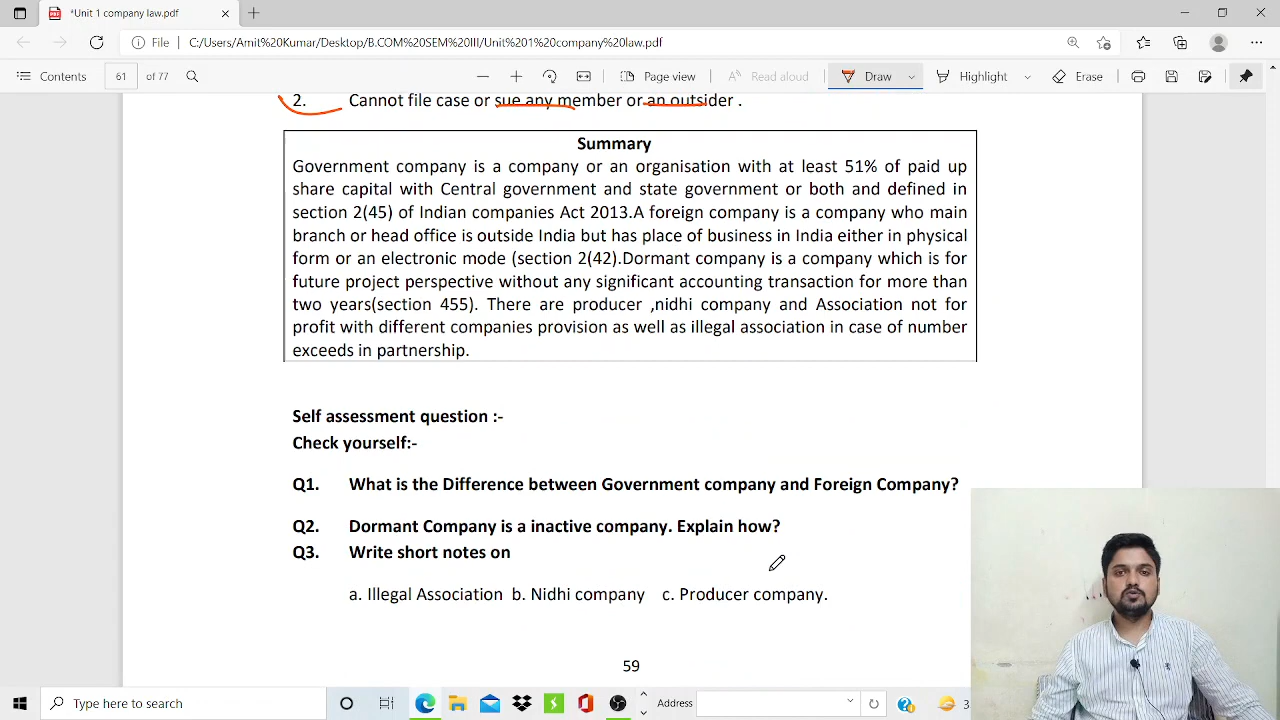 *Unit 1 company law.pdf
File
C:/Users/Amit%20Kumar/Desktop/B.COM%20SEM%20III/Unit%201%20company%20law.pdf
Contents 61 of 77 Page view Read aloud Draw Highlight Erase
2. Cannot file case or sue any member or an outsider .
Summary
Government company is a company or an organisation with at least 51% of paid up
share capital with Central government and state government or both and defined in
section 2(45) of Indian companies Act 2013.A foreign company is a company who main
branch or head office is outside India but has place of business in India either in physical
form or an electronic mode (section 2(42).Dormant company is a company which is for
future project perspective without any significant accounting transaction for more than
two years(section 455). There are producer ,nidhi company and Association not for
profit with different companies provision as well as illegal association in case of number
exceeds in partnership.
Self assessment question :-
Check yourself:-
Q1. What is the Difference between Government company and Foreign Company?
Q2. Dormant Company is a inactive company. Explain how?
Q3. Write short notes on
a. Illegal Association b. Nidhi company c. Producer company.
59
Type here to search
Address
3